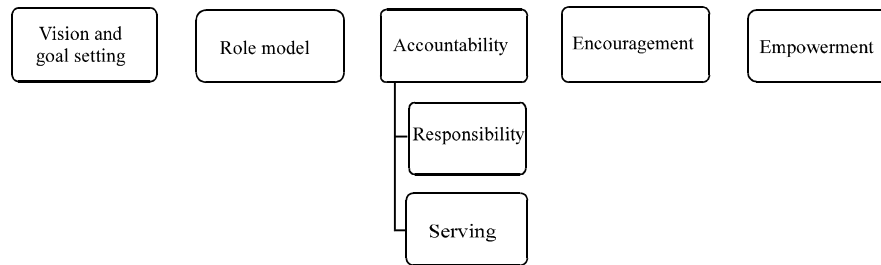 Vision and
goal setting
Role model
Accountability
Encouragement
Empowerment
Responsibility
Serving